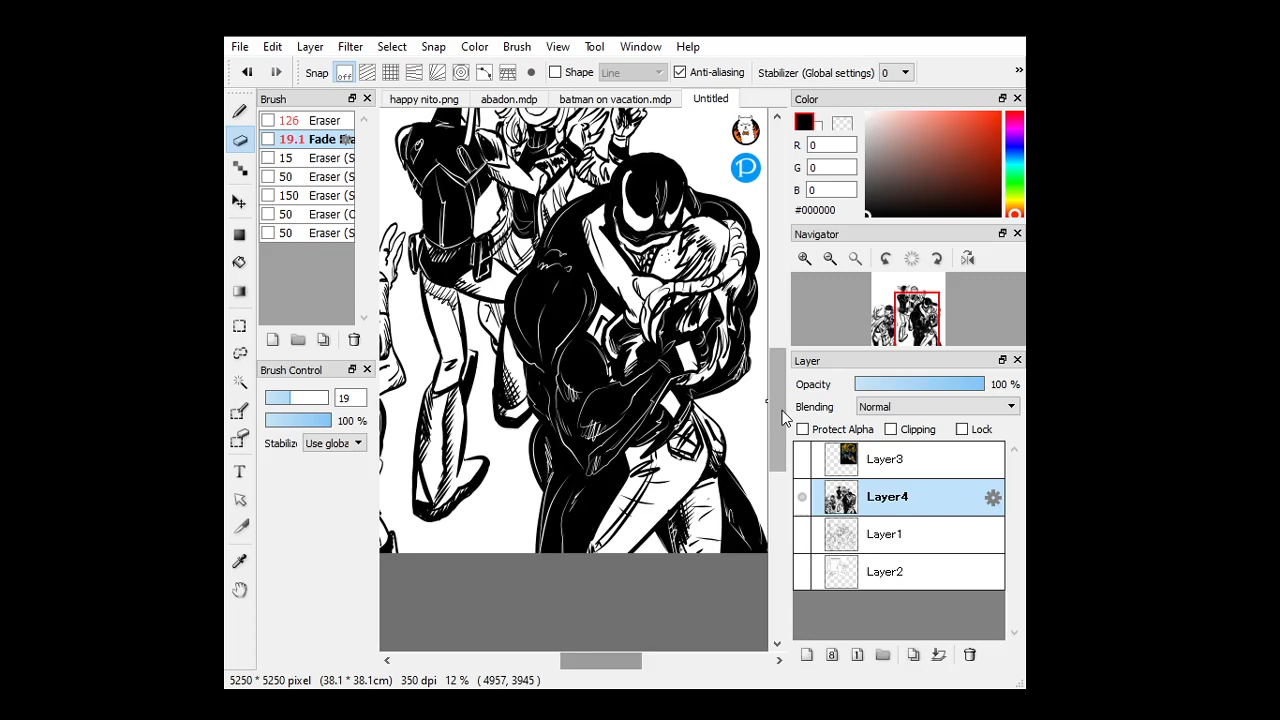 File Edit Layer Filter Select Snap Color Brush View Tool Window Help
Snap off Shape Line Anti-aliasing Stabilizer (Global settings) 0 »
Brush
126 Eraser
19.1 Fade
15 Eraser (S
50 Eraser (S
150 Eraser (S
50 Eraser (
50 Eraser (S
Brush Control
19
100 %
Use globa
happy nito.png abadon.mdp batman on vacation.mdp Untitled
P
Color
R 0
G 0
B 0
#000000
Navigator
Layer
Opacity 100 %
Blending Normal
Protect Alpha Clipping Lock
Layer3
Layer4
Layer1
Layer2
8 1
5250 * 5250 pixel (38.1 * 38.1cm) 350 dpi 12 % ( 4957, 3945 )